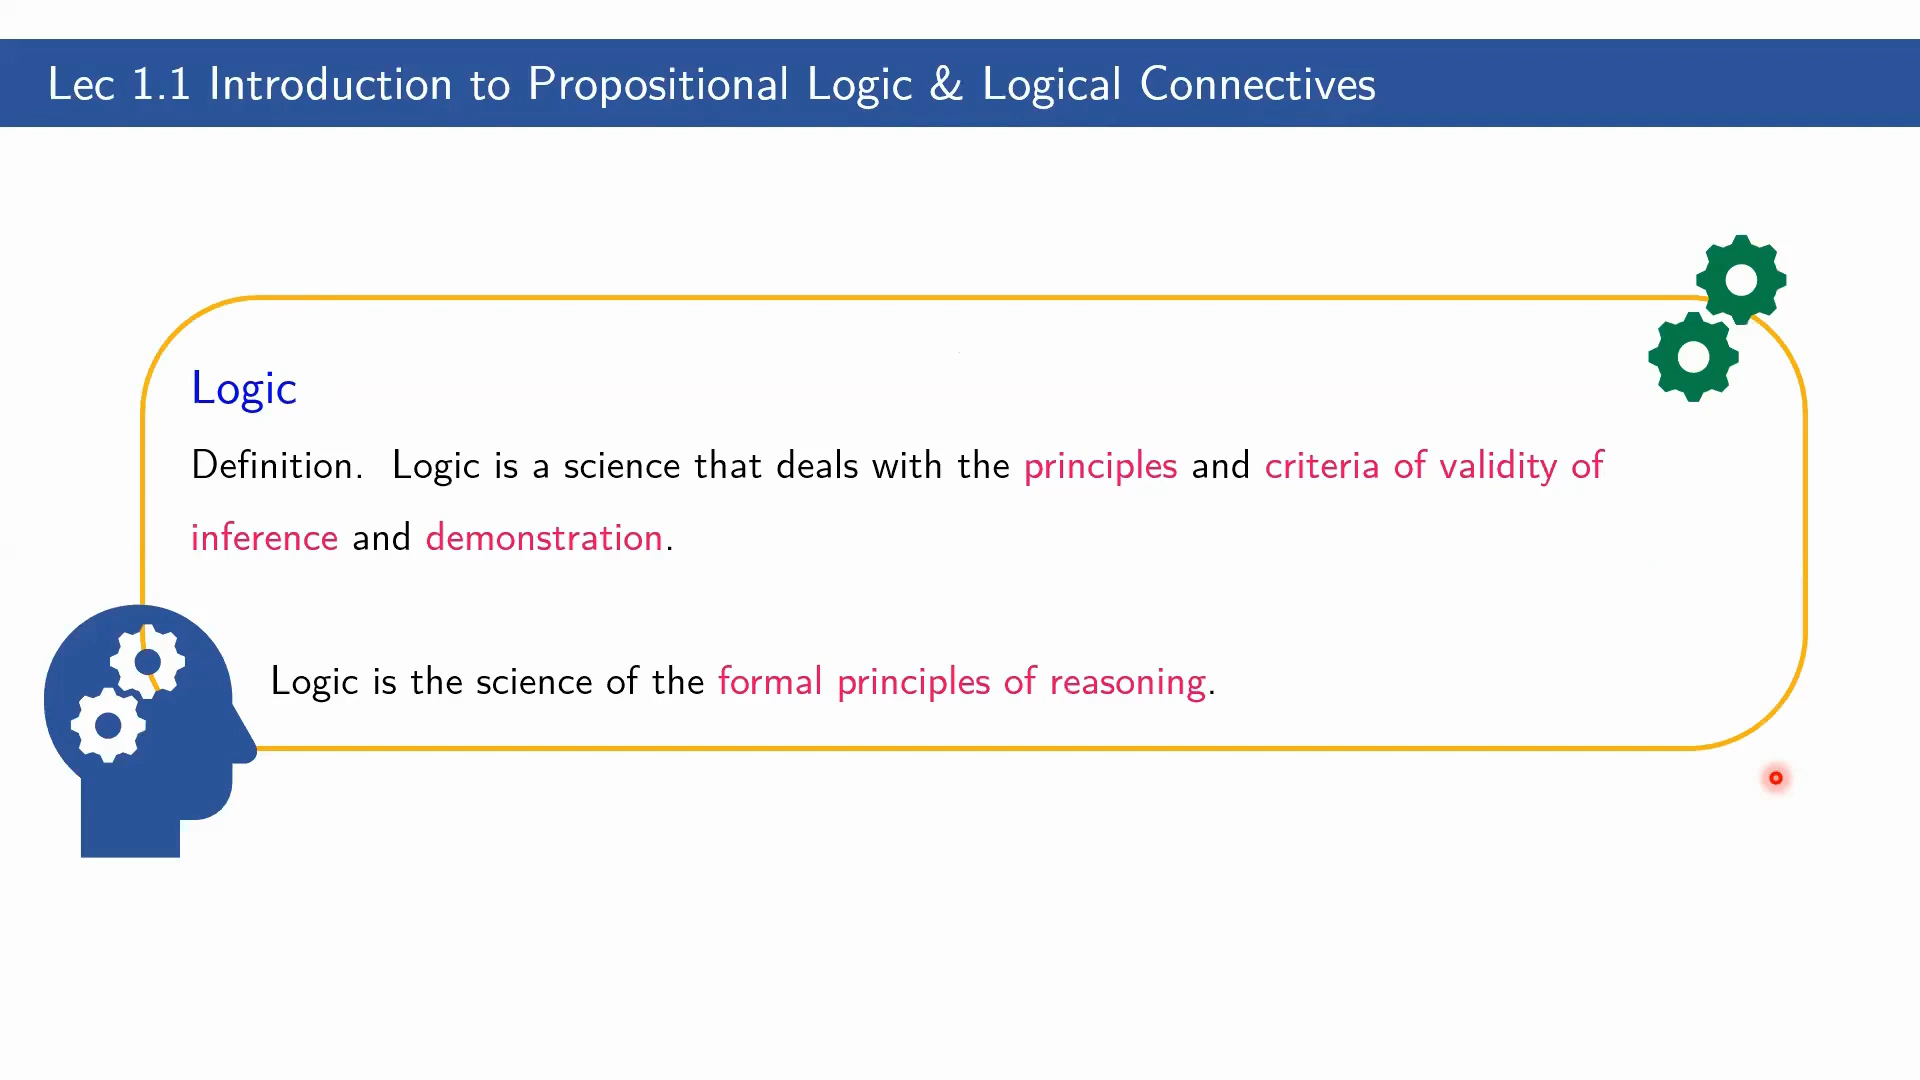 Lec 1.1 Introduction to Propositional Logic & Logical Connectives
Logic
Definition. Logic is a science that deals with the principles and criteria of validity of
inference and demonstration.
Logic is the science of the formal principles of reasoning.